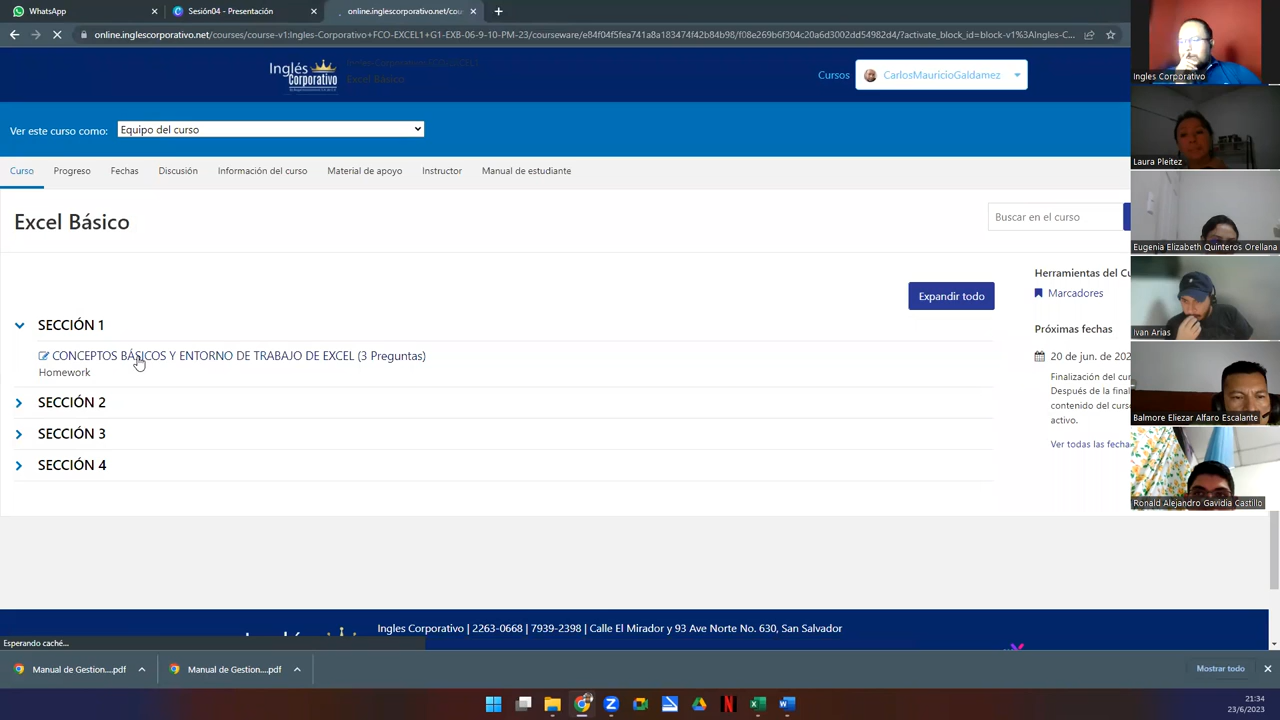 WhatsApp
Sesión04 - Presentación
online.inglescorporativo.net/cou
online.inglescorporativo.net/courses/course-v1:Ingles-Corporativo+FCO-EXCEL1+G1-EXB-06-9-10-PM-23/courseware/e84f04f5fea741a8a183474f42b84b98/f08e269b6f304c20a6d3002dd54982d4/?activate_block_id=block-v1%3AIngles-C...
Inglés
Corporativo
Excel Básico
Cursos
CarlosMauricioGaldamez
Ver este curso como:
Equipo del curso
Curso
Progreso
Fechas
Discusión
Información del curso
Material de apoyo
Instructor
Manual de estudiante
Excel Básico
Buscar en el curso
Expandir todo
SECCIÓN 1
CONCEPTOS BÁSICOS Y ENTORNO DE TRABAJO DE EXCEL (3 Preguntas)
Homework
SECCIÓN 2
SECCIÓN 3
SECCIÓN 4
Herramientas del Cu
Marcadores
Próximas fechas
20 de jun. de 202
Finalización del cur
Después de la final
contenido del curs
activo.
Ver todas las fecha
Ingles Corporativo
Laura Pleitez
Eugenia Elizabeth Quinteros Orellana
Ivan Arias
Balmore Eliezar Alfaro Escalante
Ronald Alejandro Gavidia Castillo
Ingles Corporativo | 2263-0668 | 7939-2398 | Calle El Mirador y 93 Ave Norte No. 630, San Salvador
Esperando caché...
Manual de Gestion....pdf
Manual de Gestion....pdf
Mostrar todo
21:34
23/6/2023